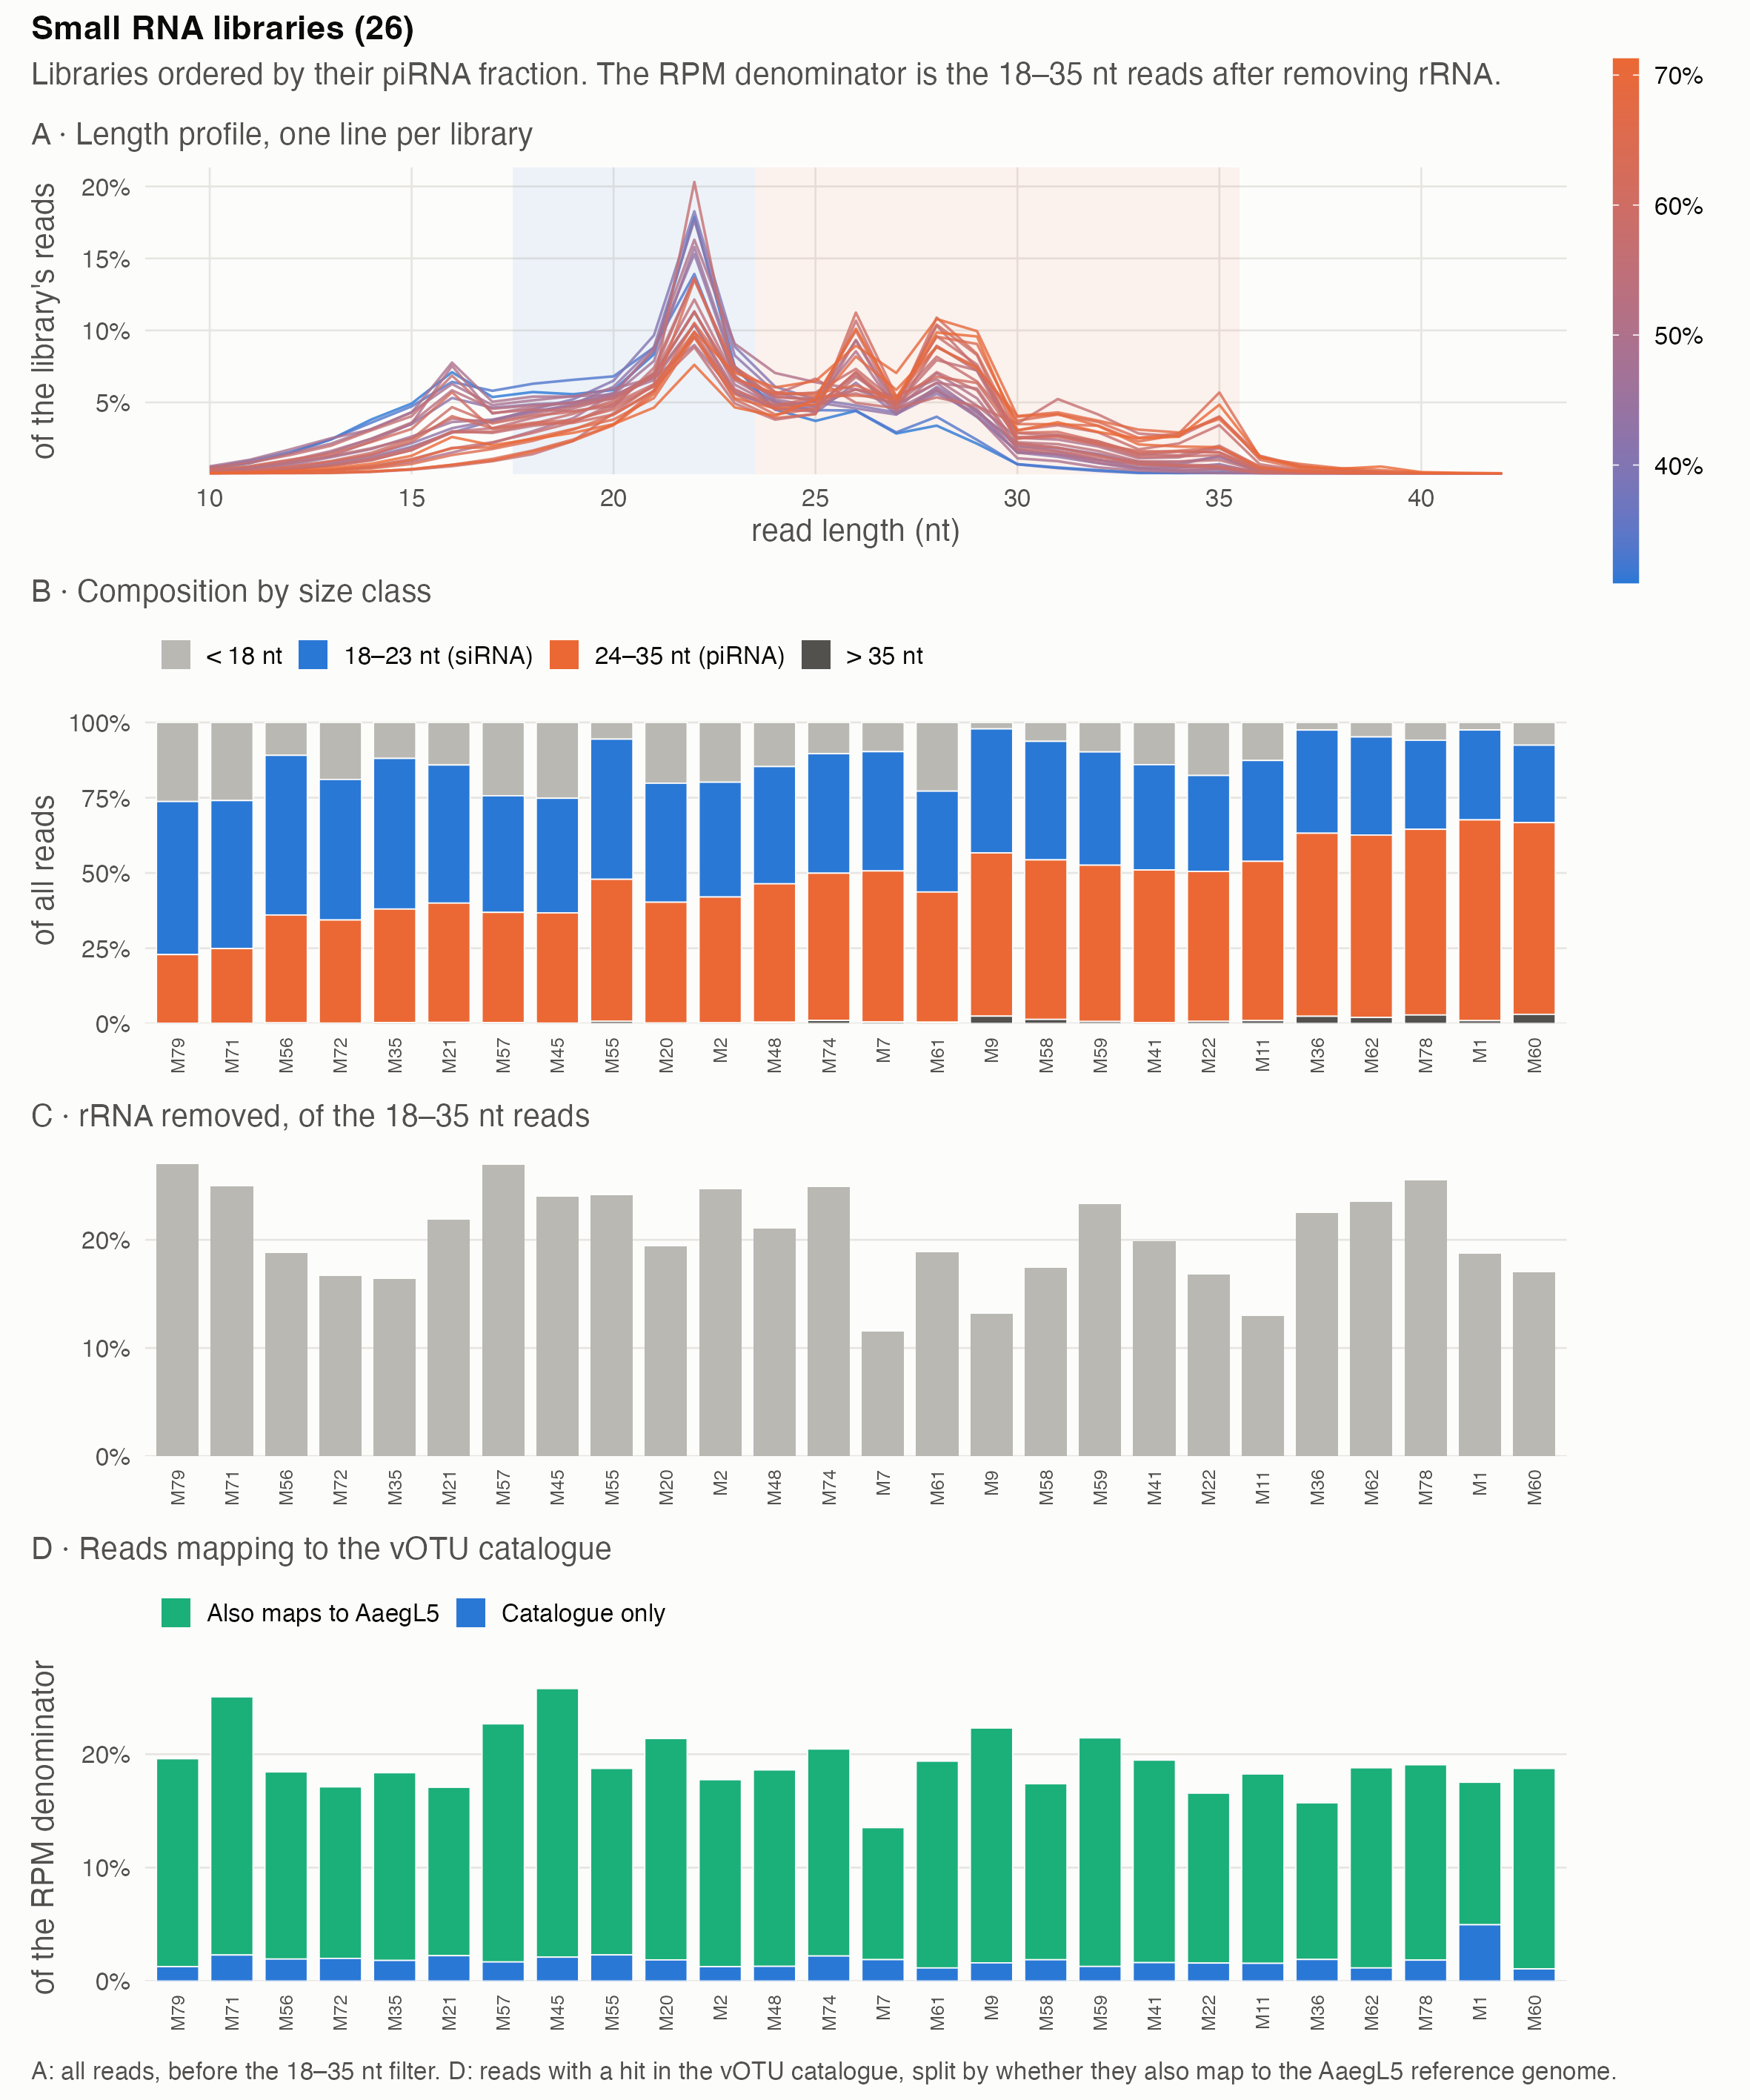 Small RNA libraries (26)
Libraries ordered by their piRNA fraction. The RPM denominator is the 18–35 nt reads after removing rRNA.
70%
60%
50%
40%
A · Length profile, one line per library
of the library's reads
20%
15%
10%
5%
10 15 20 25 30 35 40
read length (nt)
B · Composition by size class
< 18 nt 18–23 nt (siRNA) 24–35 nt (piRNA) > 35 nt
of all reads
100%
75%
50%
25%
0%
M79 M71 M56 M72 M35 M21 M57 M45 M55 M20 M2 M48 M74 M7 M61 M9 M58 M59 M41 M22 M11 M36 M62 M78 M1 M60
C · rRNA removed, of the 18–35 nt reads
20%
10%
0%
M79 M71 M56 M72 M35 M21 M57 M45 M55 M20 M2 M48 M74 M7 M61 M9 M58 M59 M41 M22 M11 M36 M62 M78 M1 M60
D · Reads mapping to the vOTU catalogue
Also maps to AaegL5 Catalogue only
of the RPM denominator
20%
10%
0%
M79 M71 M56 M72 M35 M21 M57 M45 M55 M20 M2 M48 M74 M7 M61 M9 M58 M59 M41 M22 M11 M36 M62 M78 M1 M60
A: all reads, before the 18–35 nt filter. D: reads with a hit in the vOTU catalogue, split by whether they also map to the AaegL5 reference genome.